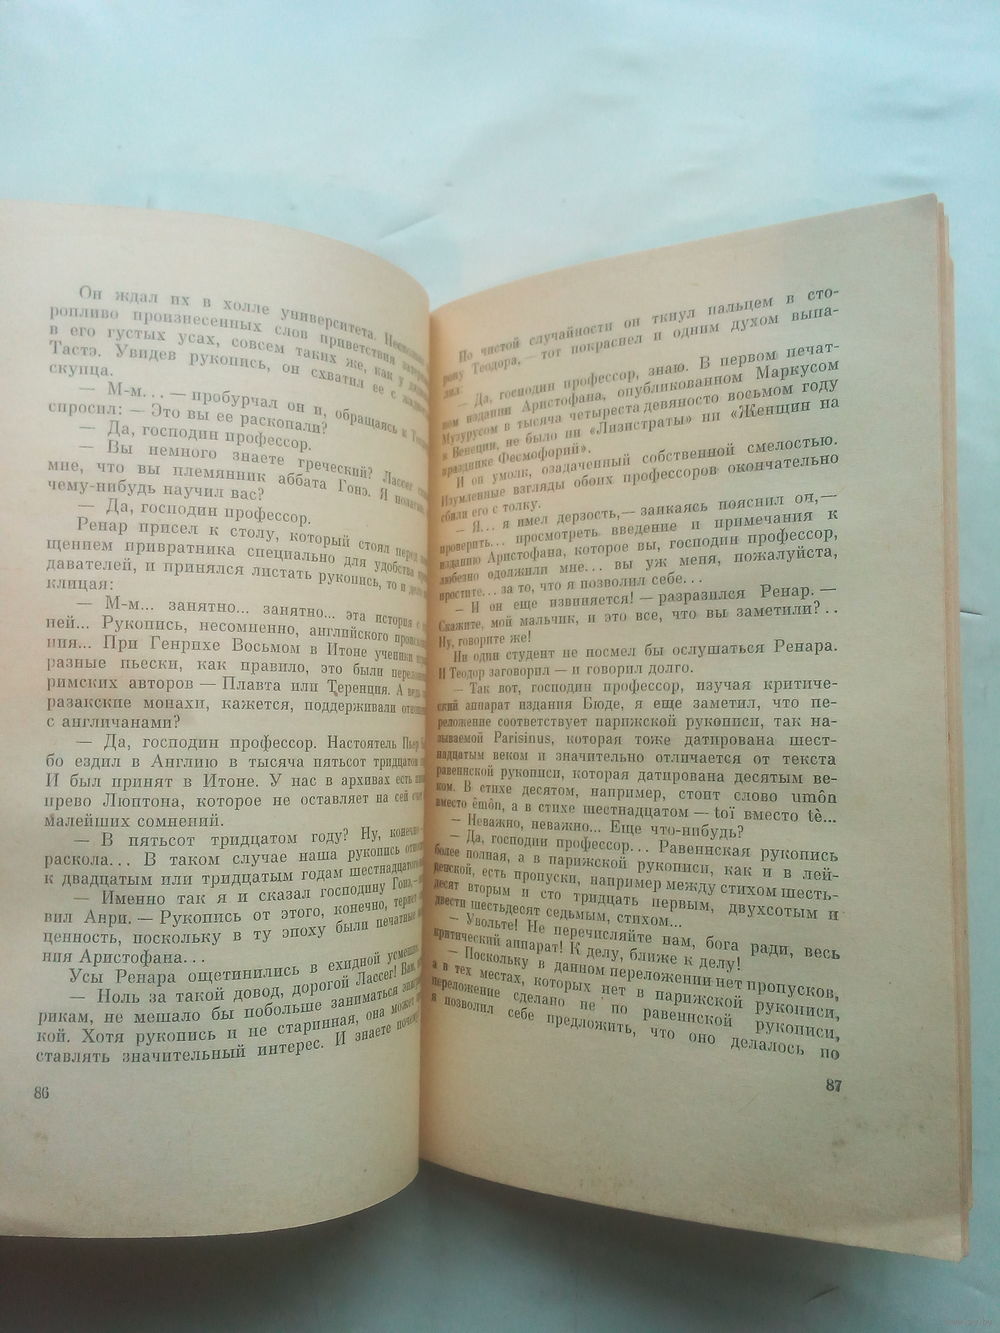 Он ждал их в холле университета.
ропливо произнесенных слов приветствия
в его густых усах, совсем таких же, как у
Тастэ. Увидев рукопись, он схватил ее с
скупца.
— М-м... — пробурчал он и, обращаясь к
спросил: — Это вы ее раскопали?
— Да, господин профессор.
— Вы немного знаете греческий? Лассег
мне, что вы племянник аббата Гонэ. Я
чему-нибудь научил вас?
— Да, господин профессор.
Ренар присел к столу, который стоял перед
щением привратника специально для удобства
давателей, и принялся листать рукопись, то и дело
клицая:
— М-м... занятно... занятно... эта история с
ней... Рукопись, несомненно, английского
ния... При Генрихе Восьмом в Итоне ученики
разные пьески, как правило, это были
римских авторов — Плавта или Теренция. А ведь
разакские монахи, кажется, поддерживали
с англичанами?
— Да, господин профессор. Настоятель Пьер
бо ездил в Англию в тысяча пятьсот тридцатом
И был принят в Итоне. У нас в архивах есть
прево Люптона, которое не оставляет на сей счет
малейших сомнений.
— В пятьсот тридцатом году? Ну, конечно
раскола... В таком случае наша рукопись
к двадцатым или тридцатым годам шестнадцатого
— Именно так я и сказал господину Гонэ,—
вил Анри. — Рукопись от этого, конечно, теряет
ценность, поскольку в ту эпоху были печатные
ния Аристофана...
Усы Ренара ощетинились в ехидной усмешке.
— Ноль за такой довод, дорогой Лассег! Вам,
рикам, не мешало бы побольше заниматься
кой. Хотя рукопись и не старинная, она может
ставлять значительный интерес. И знаете почему?
86
По чистой случайности он ткнул пальцем в сто-
рону Теодора,— тот покраснел и одним духом выпа-
лил:
— Да, господин профессор, знаю. В первом печат-
ном издании Аристофана, опубликованном Маркусом
Музурусом в тысяча четыреста девяносто восьмом году
в Венеции, не было ни «Лизистраты» ни «Женщин на
празднике Фесмофорий».
И он умолк, озадаченный собственной смелостью.
Изумленные взгляды обоих профессоров окончательно
сбили его с толку.
— Я... я имел дерзость,— заикаясь пояснил он,—
проверить... просмотреть введение и примечания к
изданию Аристофана, которое вы, господин профессор,
любезно одолжили мне... вы уж меня, пожалуйста,
простите... за то, что я позволил себе...
— И он еще извиняется! — разразился Ренар. —
Скажите, мой мальчик, и это все, что вы заметили?..
Ну, говорите же!
Ни один студент не посмел бы ослушаться Ренара.
И Теодор заговорил — и говорил долго.
— Так вот, господин профессор, изучая критиче-
ский аппарат издания Бюде, я еще заметил, что пе-
реложение соответствует парижской рукописи, так на-
зываемой Parisinus, которая тоже датирована шест-
надцатым веком и значительно отличается от текста
равеннской рукописи, которая датирована десятым ве-
ком. В стихе десятом, например, стоит слово umôn
вместо êmôn, а в стихе шестнадцатом — toï вместо tê...
— Неважно, неважно... Еще что-нибудь?
— Да, господин профессор... Равеннская рукопись
более полная, а в парижской рукописи, как и в лей-
денской, есть пропуски, например между стихом шесть-
десят вторым и сто тридцать первым, двухсотым и
двести шестьдесят седьмым, стихом...
— Увольте! Не перечисляйте нам, бога ради, весь
критический аппарат! К делу, ближе к делу!
— Поскольку в данном переложении нет пропусков,
а в тех местах, которых нет в парижской рукописи,
переложение сделано не по равеннской рукописи,
я позволил себе предложить, что оно делалось по
87